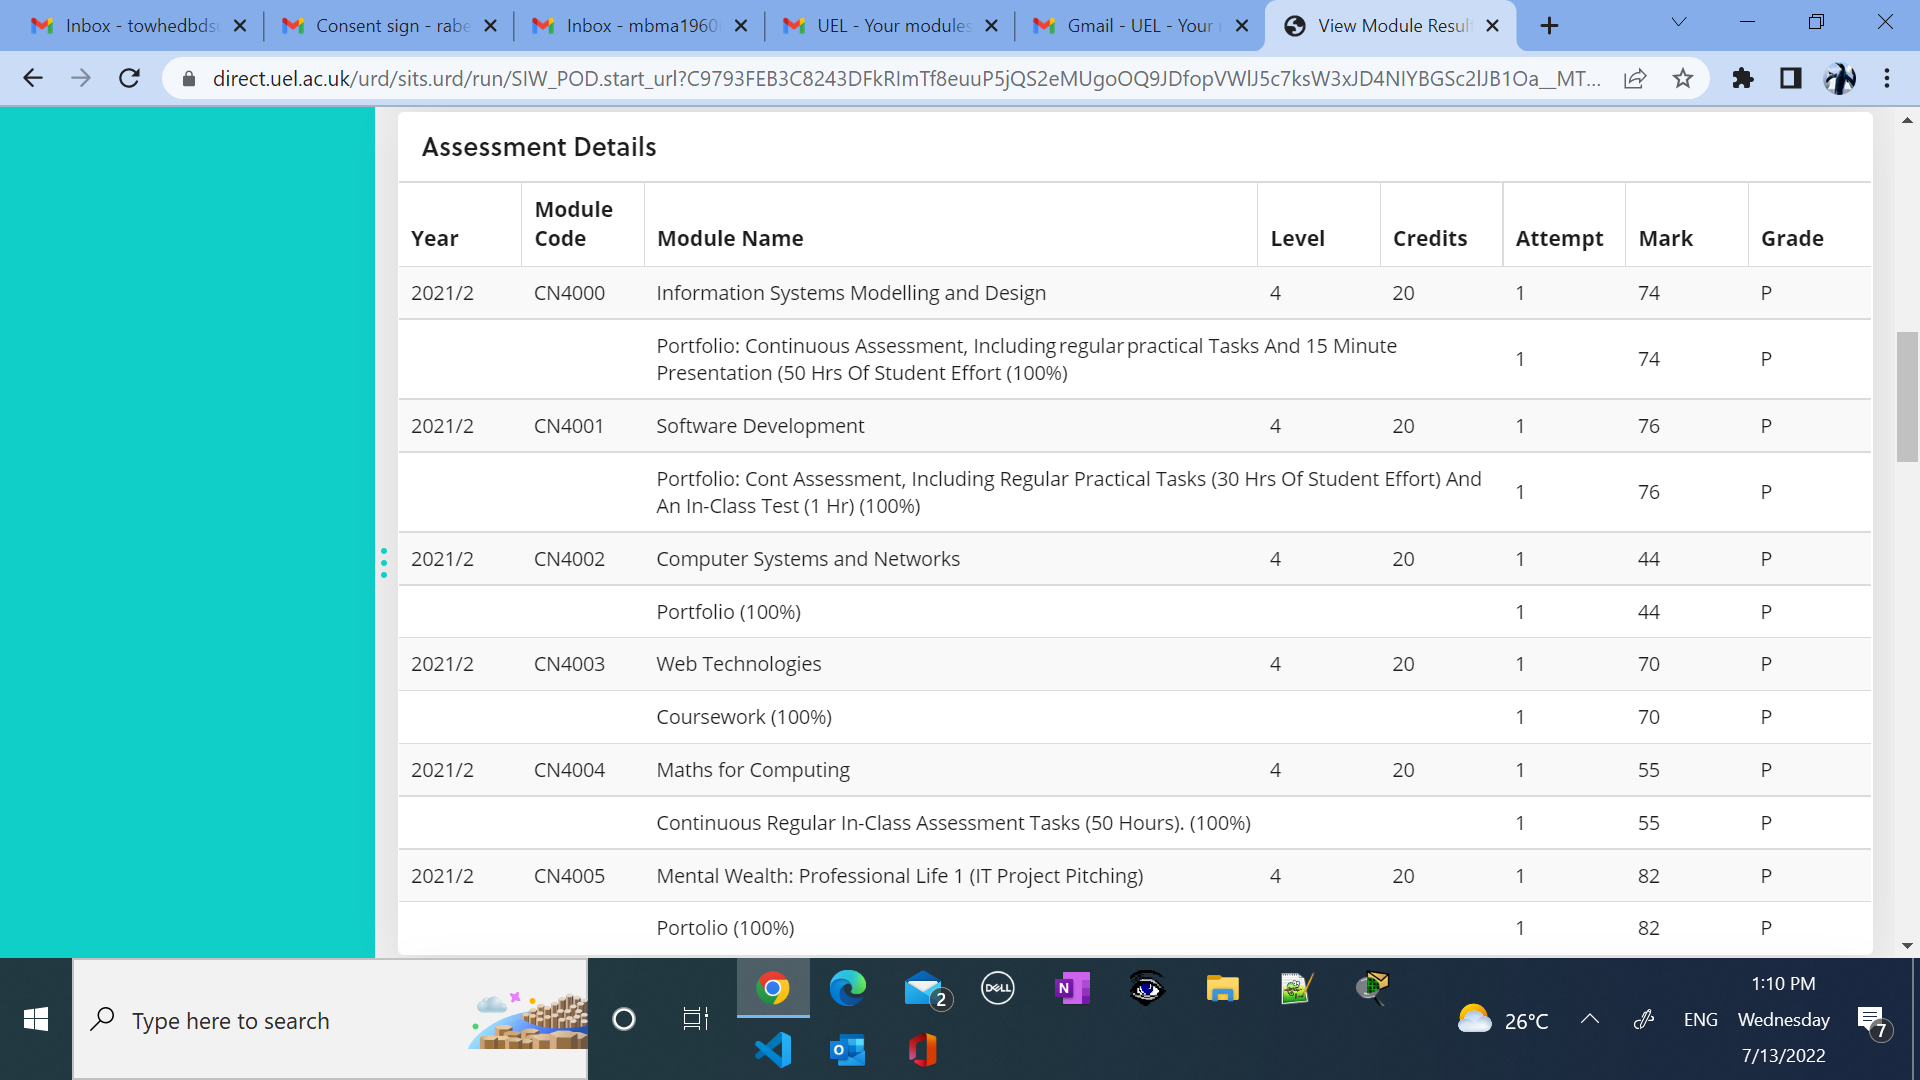 Inbox - towhedbds
Consent sign - rabe
Inbox - mbma1960
UEL - Your modules
Gmail - UEL - Your
View Module Result
direct.uel.ac.uk/urd/sits.urd/run/SIW_POD.start_url?C9793FEB3C8243DFkRImTf8euuP5jQS2eMUgoOQ9JDfopVWlJ5c7ksW3xJD4NIYBGSc2lJB1Oa__MT...
Assessment Details
Year Module Code Module Name Level Credits Attempt Mark Grade
2021/2 CN4000 Information Systems Modelling and Design 4 20 1 74 P
Portfolio: Continuous Assessment, Including regular practical Tasks And 15 Minute
Presentation (50 Hrs Of Student Effort (100%) 1 74 P
2021/2 CN4001 Software Development 4 20 1 76 P
Portfolio: Cont Assessment, Including Regular Practical Tasks (30 Hrs Of Student Effort) And
An In-Class Test (1 Hr) (100%) 1 76 P
2021/2 CN4002 Computer Systems and Networks 4 20 1 44 P
Portfolio (100%) 1 44 P
2021/2 CN4003 Web Technologies 4 20 1 70 P
Coursework (100%) 1 70 P
2021/2 CN4004 Maths for Computing 4 20 1 55 P
Continuous Regular In-Class Assessment Tasks (50 Hours). (100%) 1 55 P
2021/2 CN4005 Mental Wealth: Professional Life 1 (IT Project Pitching) 4 20 1 82 P
Portolio (100%) 1 82 P
Type here to search
2
DELL
N
O
26°C
ENG
1:10 PM
Wednesday
7/13/2022
7